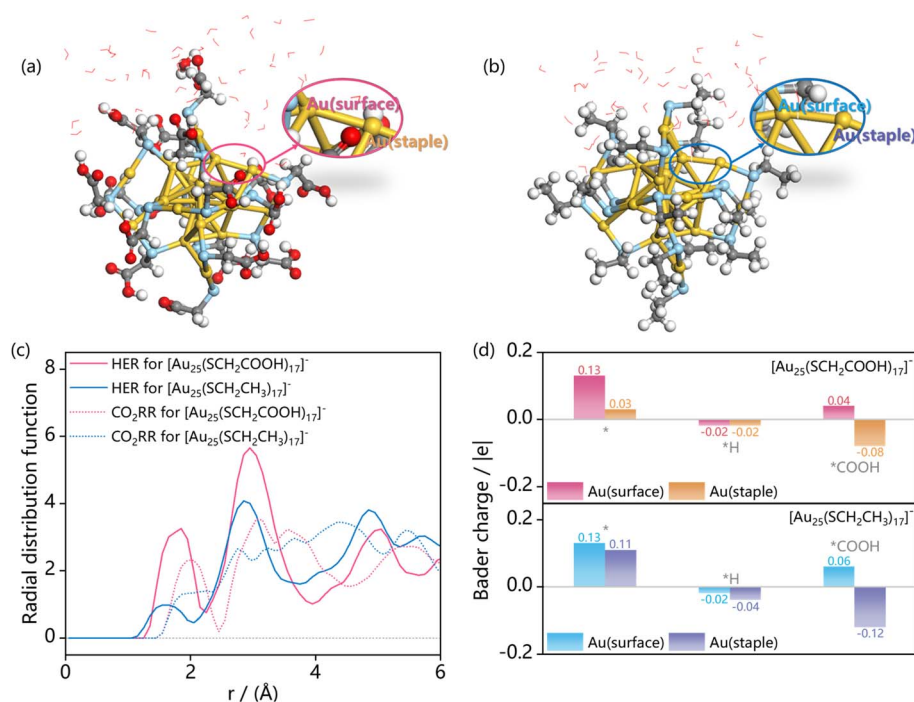 (a)
Au(surface)
Au(staple)
(b)
Au(surface)
Au(staple)
(c)
8
6
4
2
0
Radial distribution function
HER for [Au₂₅(SCH₂COOH)₁₇]⁻
HER for [Au₂₅(SCH₂CH₃)₁₇]⁻
CO₂RR for [Au₂₅(SCH₂COOH)₁₇]⁻
CO₂RR for [Au₂₅(SCH₂CH₃)₁₇]⁻
0 2 4 6
r / (Å)
(d)
Bader charge / |e|
0.2
0.0
-0.2
[Au₂₅(SCH₂COOH)₁₇]⁻
0.13
0.03
*
-0.02
-0.02
*H
0.04
-0.08
*COOH
Au(surface)
Au(staple)
0.2
0.0
-0.2
[Au₂₅(SCH₂CH₃)₁₇]⁻
0.13
*
0.11
*H
-0.02
-0.04
*COOH
0.06
-0.12
Au(surface)
Au(staple)